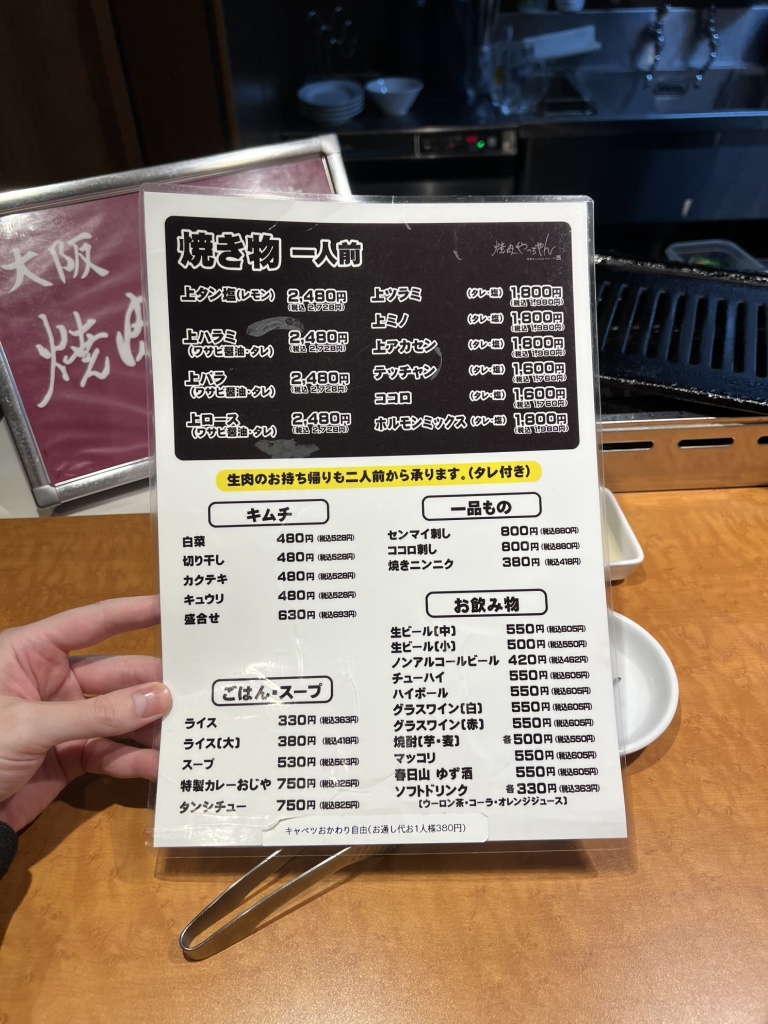 大阪
焼肉
焼き物 一人前
焼肉やっちゃん
上タン塩(レモン) 2,480円 (税込 2,728円)
上ハラミ (ワサビ醤油・タレ) 2,480円 (税込 2,728円)
上バラ (ワサビ醤油・タレ) 2,480円 (税込 2,728円)
上ロース (ワサビ醤油・タレ) 2,480円 (税込 2,728円)
上ツラミ (タレ・塩) 1,800円 (税込 1,980円)
上ミノ (タレ・塩) 1,800円 (税込 1,980円)
上アカセン (タレ・塩) 1,800円 (税込 1,980円)
テッチャン (タレ・塩) 1,600円 (税込 1,760円)
ココロ (タレ・塩) 1,600円 (税込 1,760円)
ホルモンミックス (タレ・塩) 1,800円 (税込 1,980円)
生肉のお持ち帰りも二人前から承ります。(タレ付き)
キムチ
白菜 480円 (税込528円)
切り干し 480円 (税込528円)
カクテキ 480円 (税込528円)
キュウリ 480円 (税込528円)
盛合せ 630円 (税込693円)
ごはん・スープ
ライス 330円 (税込363円)
ライス[大] 380円 (税込418円)
スープ 530円 (税込583円)
特製カレーおじや 750円 (税込825円)
タンシチュー 750円 (税込825円)
一品もの
センマイ刺し 800円 (税込880円)
ココロ刺し 800円 (税込880円)
焼きニンニク 380円 (税込418円)
お飲み物
生ビール[中] 550円 (税込605円)
生ビール[小] 500円 (税込550円)
ノンアルコールビール 420円 (税込462円)
チューハイ 550円 (税込605円)
ハイボール 550円 (税込605円)
グラスワイン[白] 550円 (税込605円)
グラスワイン[赤] 550円 (税込605円)
焼酎[芋・麦] 各500円 (税込550円)
マッコリ 550円 (税込605円)
春日山 ゆず酒 550円 (税込605円)
ソフトドリンク 各330円 (税込363円)
[ウーロン茶・コーラ・オレンジジュース]
キャベツおかわり自由(お通し代お1人様380円)